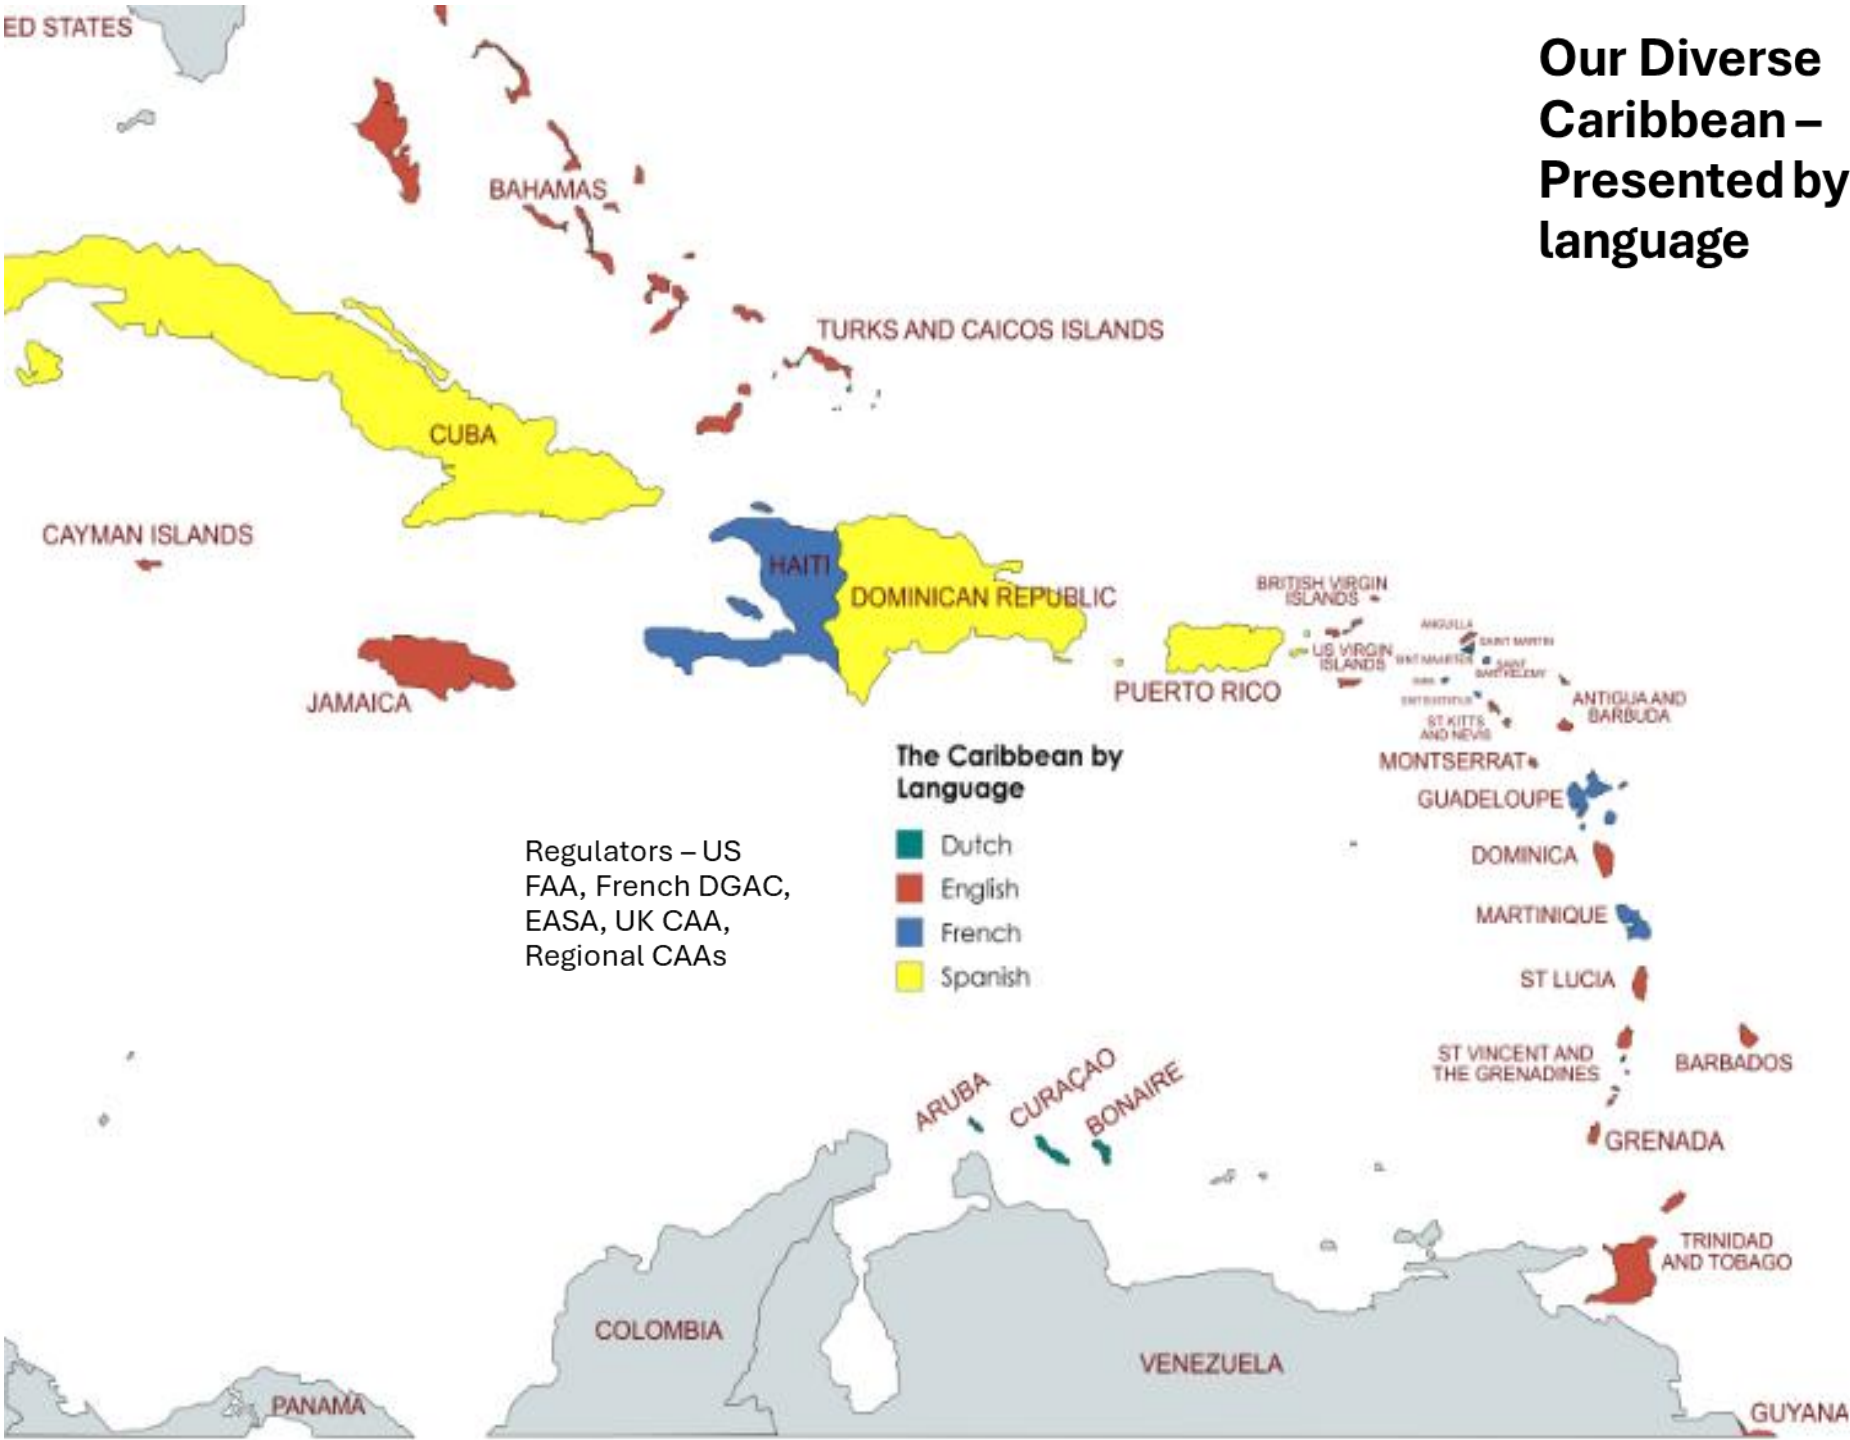 ED STATES
Our Diverse
Caribbean –
Presented by
language
BAHAMAS
TURKS AND CAICOS ISLANDS
CUBA
CAYMAN ISLANDS
HAITI
DOMINICAN REPUBLIC
BRITISH VIRGIN
ISLANDS
ANGUILLA
SAINT MARTIN
US VIRGIN
ISLANDS
SAINT
BARTHELEMY
JAMAICA
PUERTO RICO
ANTIGUA AND
BARBUDA
ST KITTS
AND NEVIS
MONTSERRAT
GUADELOUPE
DOMINICA
MARTINIQUE
ST LUCIA
ST VINCENT AND
THE GRENADINES
BARBADOS
GRENADA
TRINIDAD
AND TOBAGO
The Caribbean by
Language
Dutch
English
French
Spanish
Regulators – US
FAA, French DGAC,
EASA, UK CAA,
Regional CAAs
ARUBA
CURAÇAO
BONAIRE
COLOMBIA
VENEZUELA
PANAMA
GUYANA